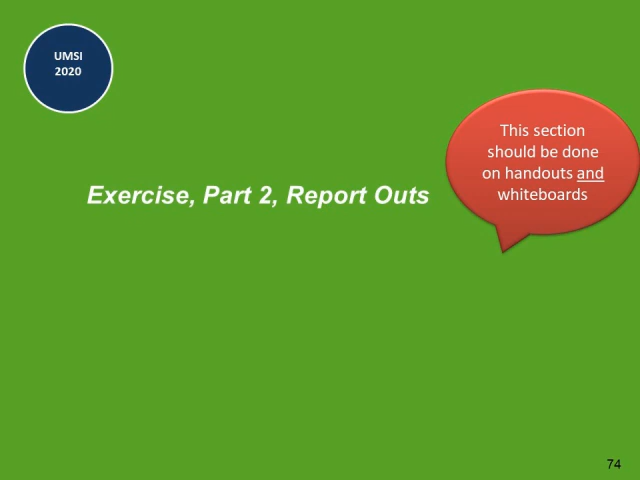 UMSI
2020
This section
should be done
on handouts and
whiteboards
Exercise, Part 2, Report Outs
74